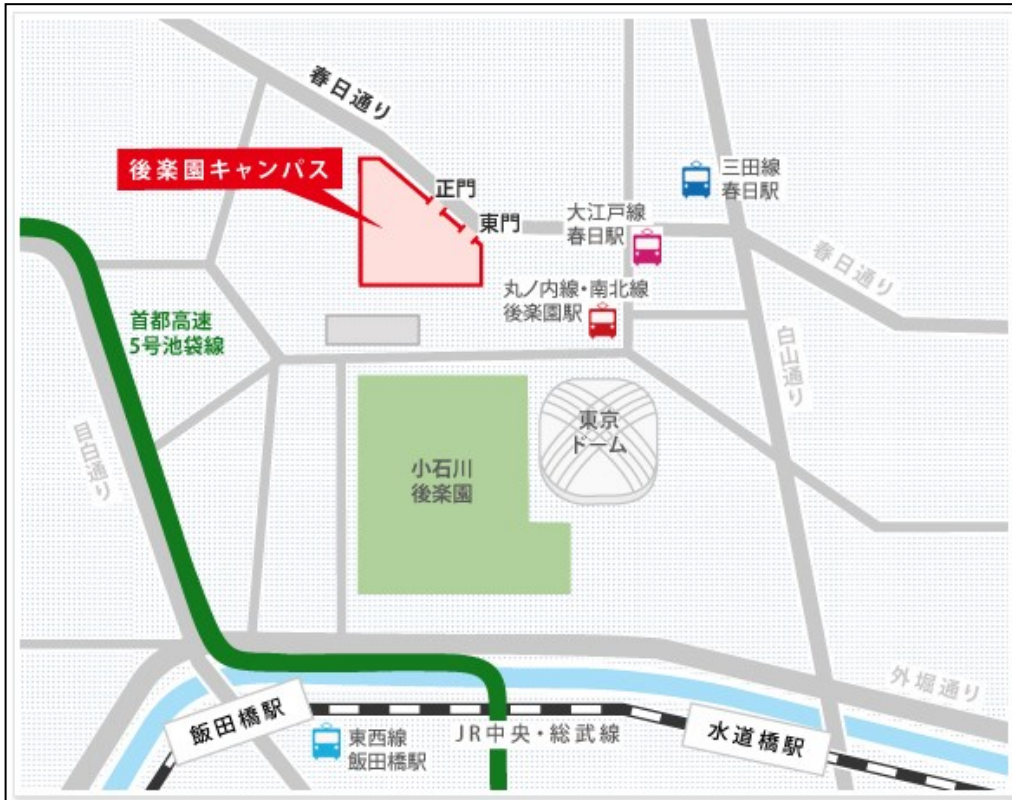 春日通り
後楽園キャンパス
正門
東門
三田線
春日駅
大江戸線
春日駅
春日通り
丸ノ内線・南北線
後楽園駅
首都高速
5号池袋線
白山通り
目白通り
東京
ドーム
小石川
後楽園
外堀通り
飯田橋駅
東西線
飯田橋駅
JR中央・総武線
水道橋駅